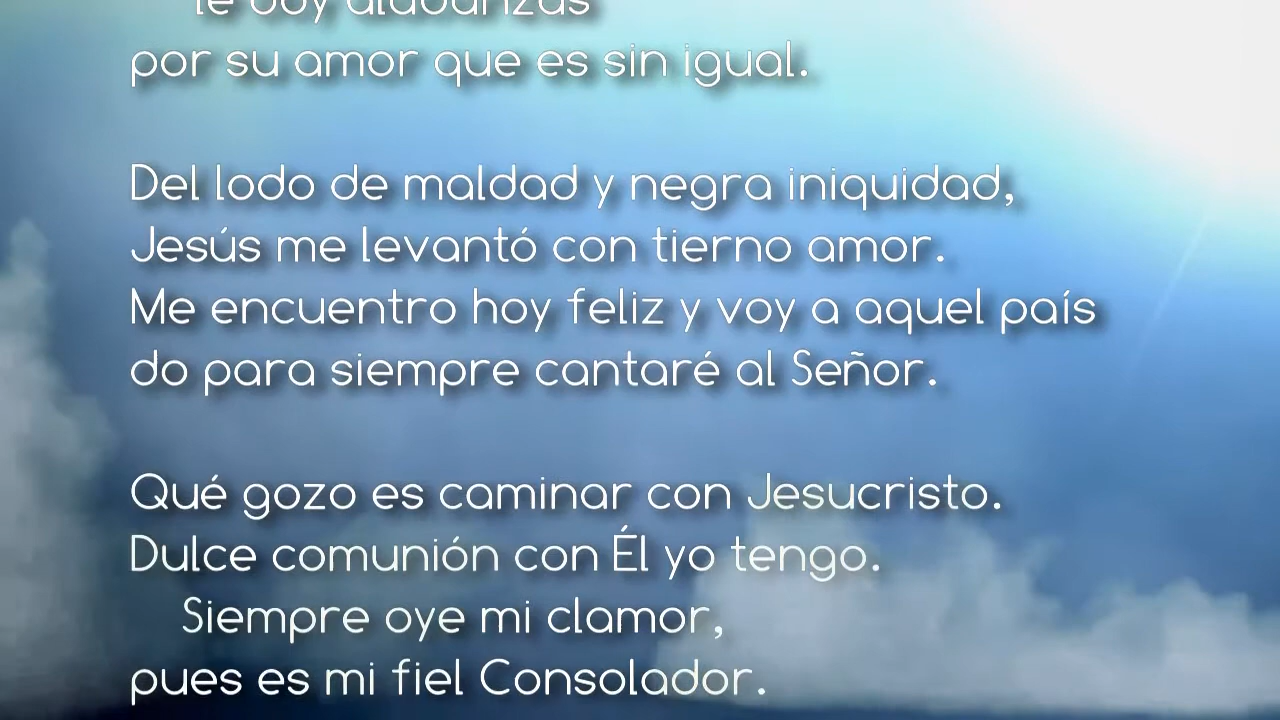 le doy alabanzas
por su amor que es sin igual.
Del lodo de maldad y negra iniquidad,
Jesús me levantó con tierno amor.
Me encuentro hoy feliz y voy a aquel país
do para siempre cantaré al Señor.
Qué gozo es caminar con Jesucristo.
Dulce comunión con Él yo tengo.
Siempre oye mi clamor,
pues es mi fiel Consolador.